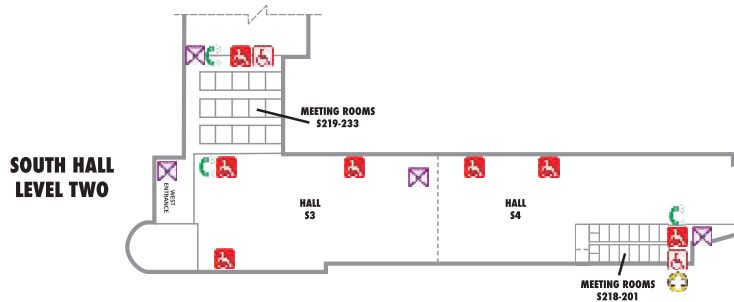 MEETING ROOMS
S219-233
SOUTH HALL
LEVEL TWO
WEST
ENTRANCE
HALL
S3
HALL
S4
MEETING ROOMS
S218-201